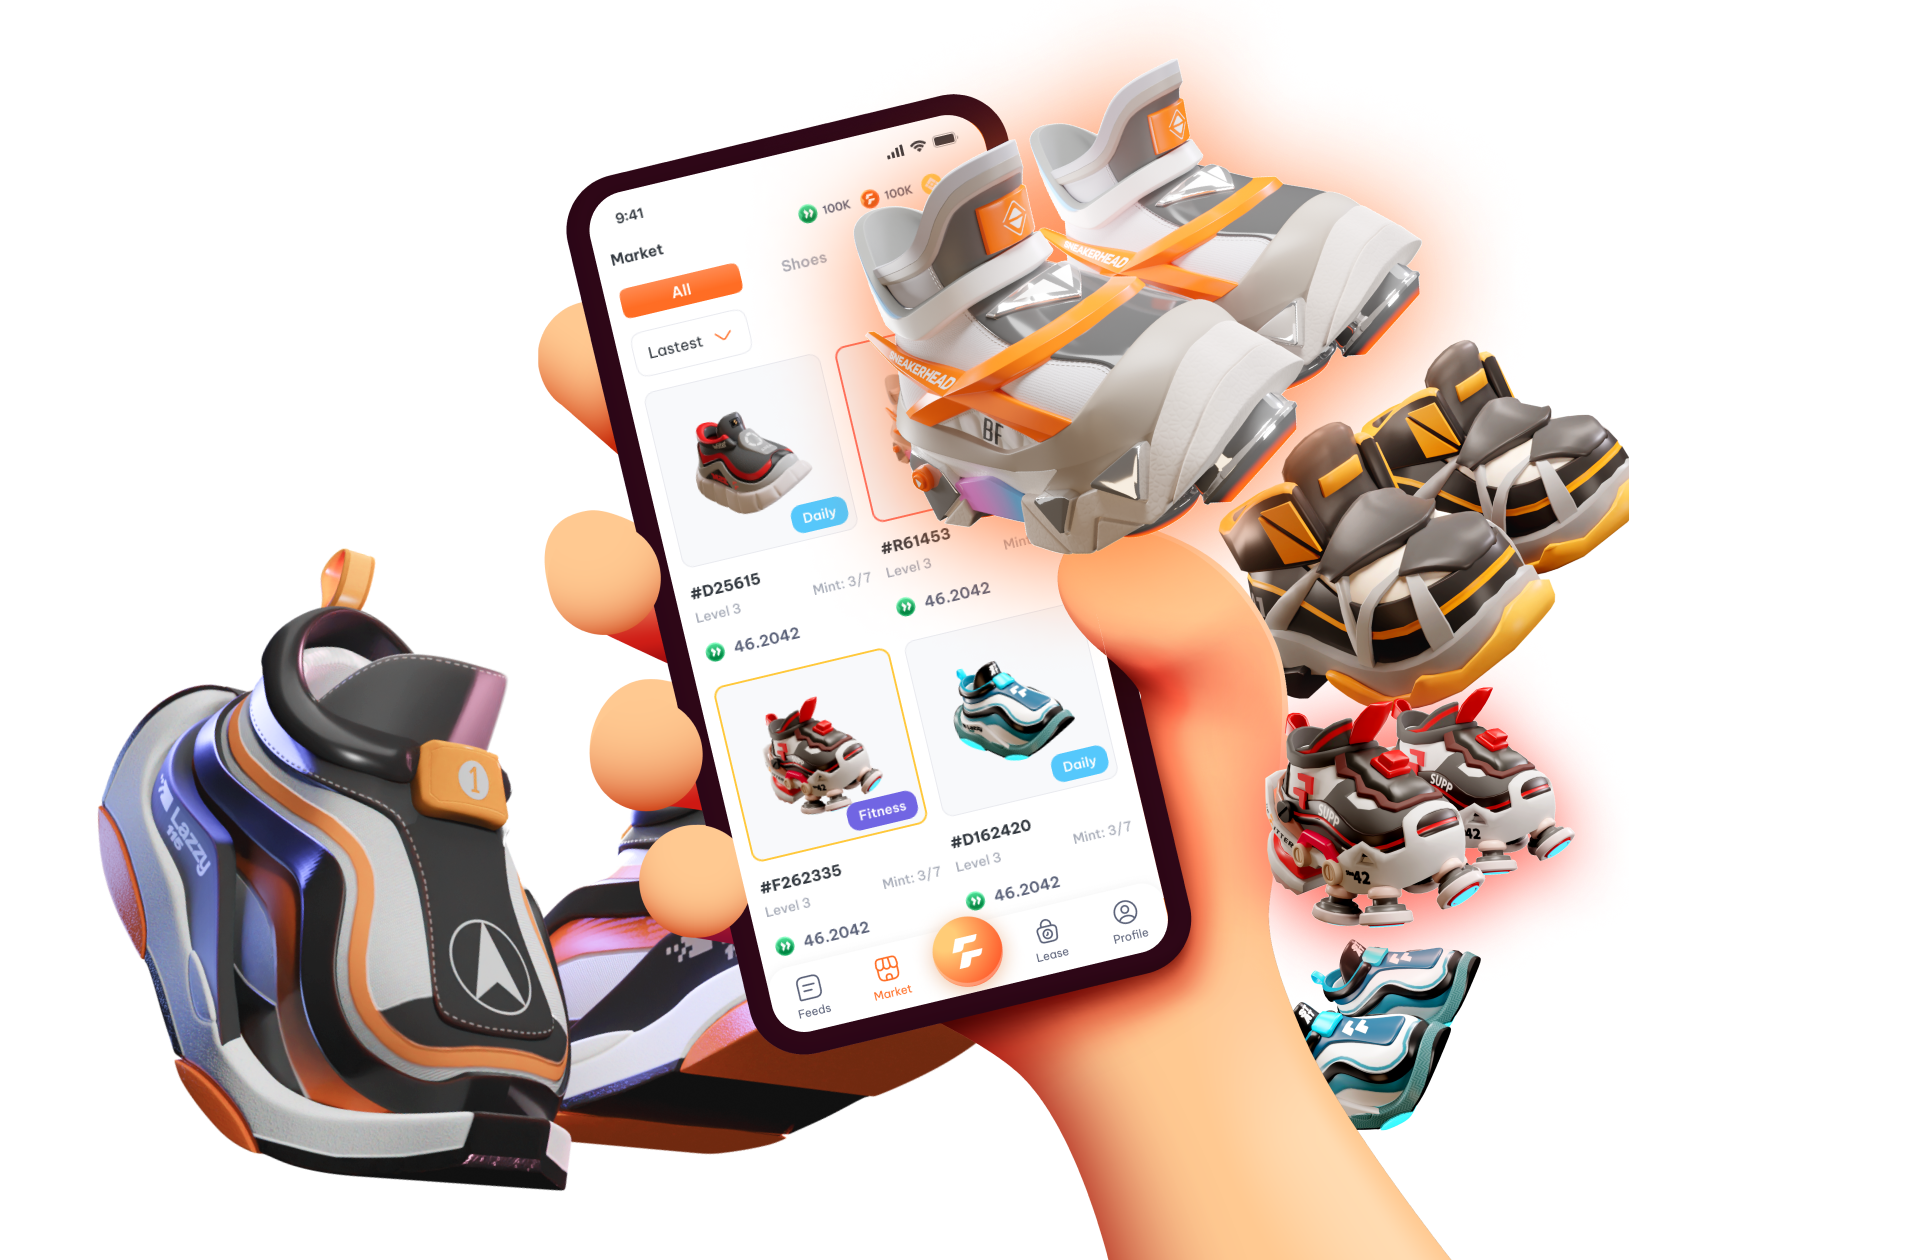 9:41
100K
100K
Market
All
Shoes
Lastest
Daily
#D25615
Level 3
Mint: 3/7
46.2042
#R61453
Level 3
Mint
46.2042
Fitness
#F262335
Level 3
Mint: 3/7
46.2042
Daily
#D162420
Level 3
Mint: 3/7
46.2042
Feeds
Market
Lease
Profile
SNEAKERHEAD
SNEAKERHEAD
BF
1
Lazzy
SUPP
SUPP
42
42